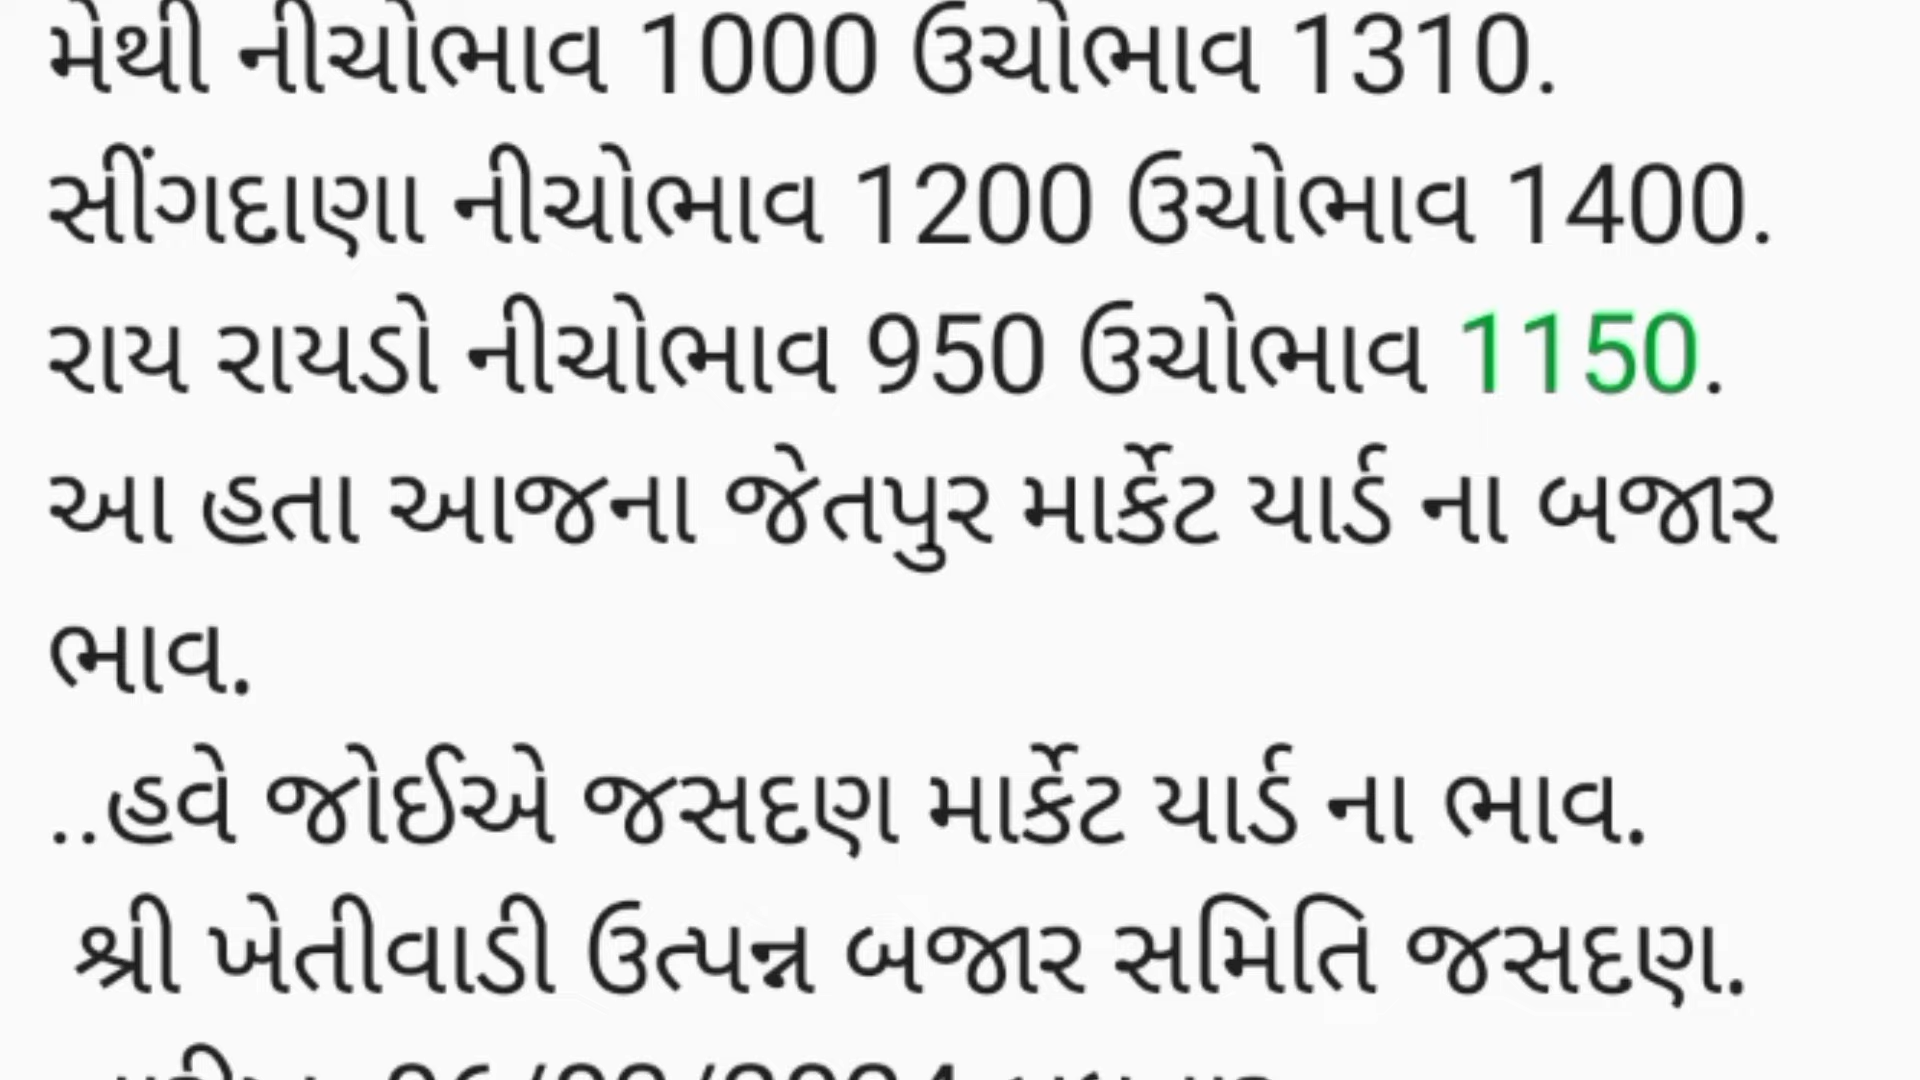 મેથી નીચોભાવ 1000 ઉચોભાવ 1310.
સીંગદાણા નીચોભાવ 1200 ઉચોભાવ 1400.
રાય રાયડો નીચોભાવ 950 ઉચોભાવ 1150.
આ હતા આજના જેતપુર માર્કેટ યાર્ડ ના બજાર
ભાવ.
..હવે જોઈએ જસદણ માર્કેટ યાર્ડ ના ભાવ.
શ્રી ખેતીવાડી ઉત્પન્ન બજાર સમિતિ જસદણ.